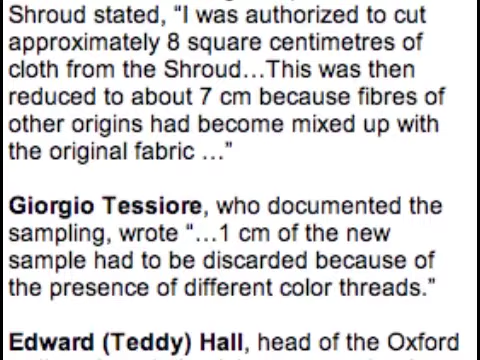 Shroud stated, “I was authorized to cut
approximately 8 square centimetres of
cloth from the Shroud…This was then
reduced to about 7 cm because fibres of
other origins had become mixed up with
the original fabric …”
Giorgio Tessiore, who documented the
sampling, wrote “…1 cm of the new
sample had to be discarded because of
the presence of different color threads.”
Edward (Teddy) Hall, head of the Oxford